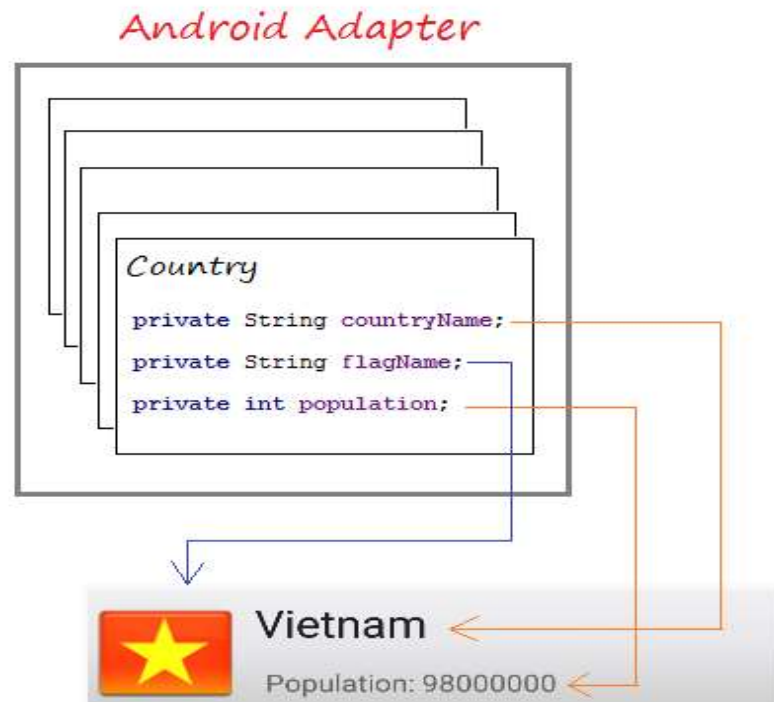 Android Adapter
Country
private String countryName;
private String flagName;
private int population;
Vietnam
Population: 98000000